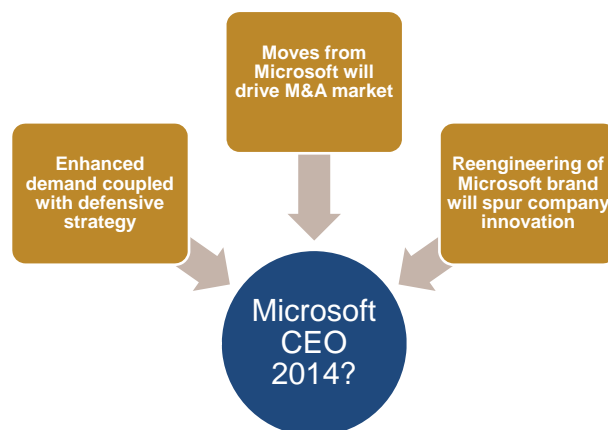 Moves from
Microsoft will
drive M&A market
Enhanced
demand coupled
with defensive
strategy
Reengineering of
Microsoft brand
will spur company
innovation
Microsoft
CEO
2014?